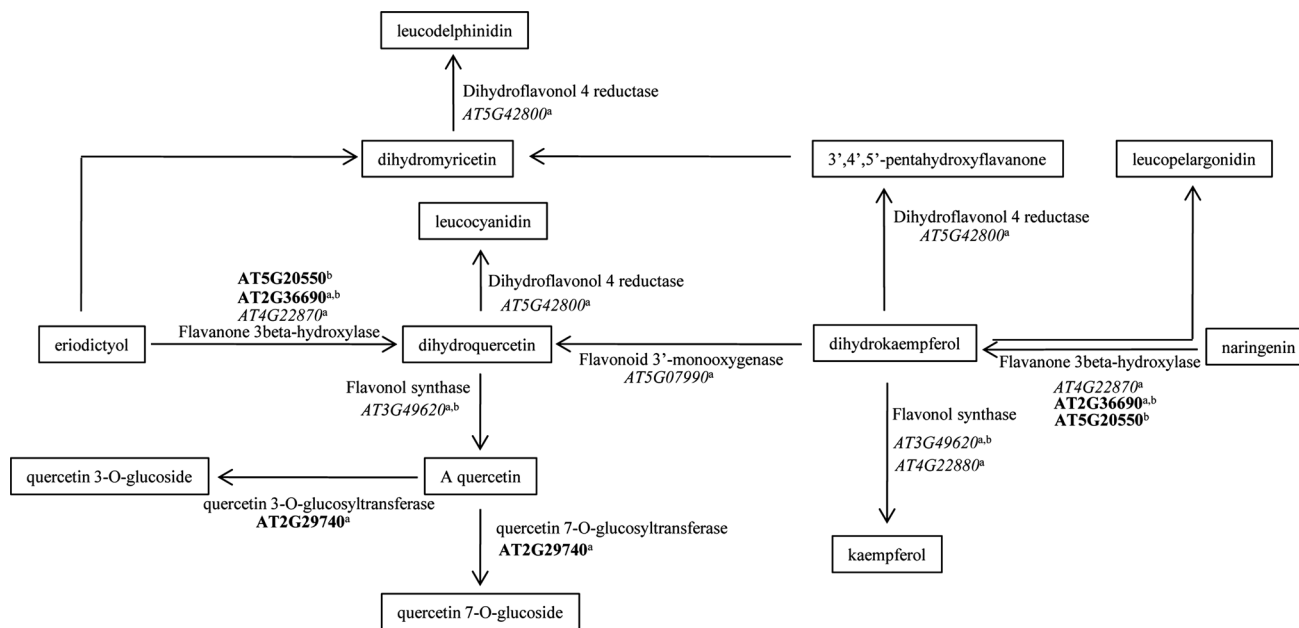 leucodelphinidin
Dihydroflavonol 4 reductase
AT5G42800ᵃ
dihydromyricetin
3’,4’,5’-pentahydroxyflavanone
leucopelargonidin
leucocyanidin
Dihydroflavonol 4 reductase
AT5G42800ᵃ
AT5G20550ᵇ
AT2G36690ᵃ,ᵇ
AT4G22870ᵃ
Flavanone 3beta-hydroxylase
Dihydroflavonol 4 reductase
AT5G42800ᵃ
eriodictyol
dihydroquercetin
dihydrokaempferol
naringenin
Flavonoid 3’-monooxygenase
AT5G07990ᵃ
Flavanone 3beta-hydroxylase
AT4G22870ᵃ
AT2G36690ᵃ,ᵇ
AT5G20550ᵇ
Flavonol synthase
AT3G49620ᵃ,ᵇ
Flavonol synthase
AT3G49620ᵃ,ᵇ
AT4G22880ᵃ
quercetin 3-O-glucoside
A quercetin
quercetin 3-O-glucosyltransferase
AT2G29740ᵃ
quercetin 7-O-glucosyltransferase
AT2G29740ᵃ
kaempferol
quercetin 7-O-glucoside